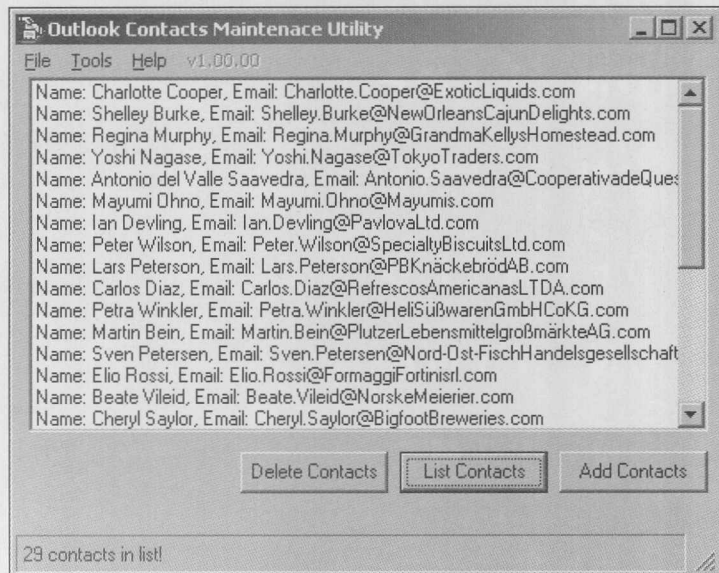 Outlook Contacts Maintenace Utility
File Tools Help v1.00.00
Name: Charlotte Cooper, Email: Charlotte.Cooper@ExoticLiquids.com
Name: Shelley Burke, Email: Shelley.Burke@NewOrleansCajunDelights.com
Name: Regina Murphy, Email: Regina.Murphy@GrandmaKellysHomestead.com
Name: Yoshi Nagase, Email: Yoshi.Nagase@TokyoTraders.com
Name: Antonio del Valle Saavedra, Email: Antonio.Saavedra@CooperativadeQues
Name: Mayumi Ohno, Email: Mayumi.Ohno@Mayumis.com
Name: Ian Devling, Email: Ian.Devling@PavlovaLtd.com
Name: Peter Wilson, Email: Peter.Wilson@SpecialtyBiscuitsLtd.com
Name: Lars Peterson, Email: Lars.Peterson@PBKnäckebrödAB.com
Name: Carlos Diaz, Email: Carlos.Diaz@RefrescosAmericanasLTDA.com
Name: Petra Winkler, Email: Petra.Winkler@HeliSüßwarenGmbHCoKG.com
Name: Martin Bein, Email: Martin.Bein@PlutzerLebensmittelgroßmärkteAG.com
Name: Sven Petersen, Email: Sven.Petersen@Nord-Ost-FischHandelsgesellschaft
Name: Elio Rossi, Email: Elio.Rossi@FormaggiFortinisrl.com
Name: Beate Vileid, Email: Beate.Vileid@NorskeMeierier.com
Name: Cheryl Saylor, Email: Cheryl.Saylor@BigfootBreweries.com
Delete Contacts List Contacts Add Contacts
29 contacts in list!